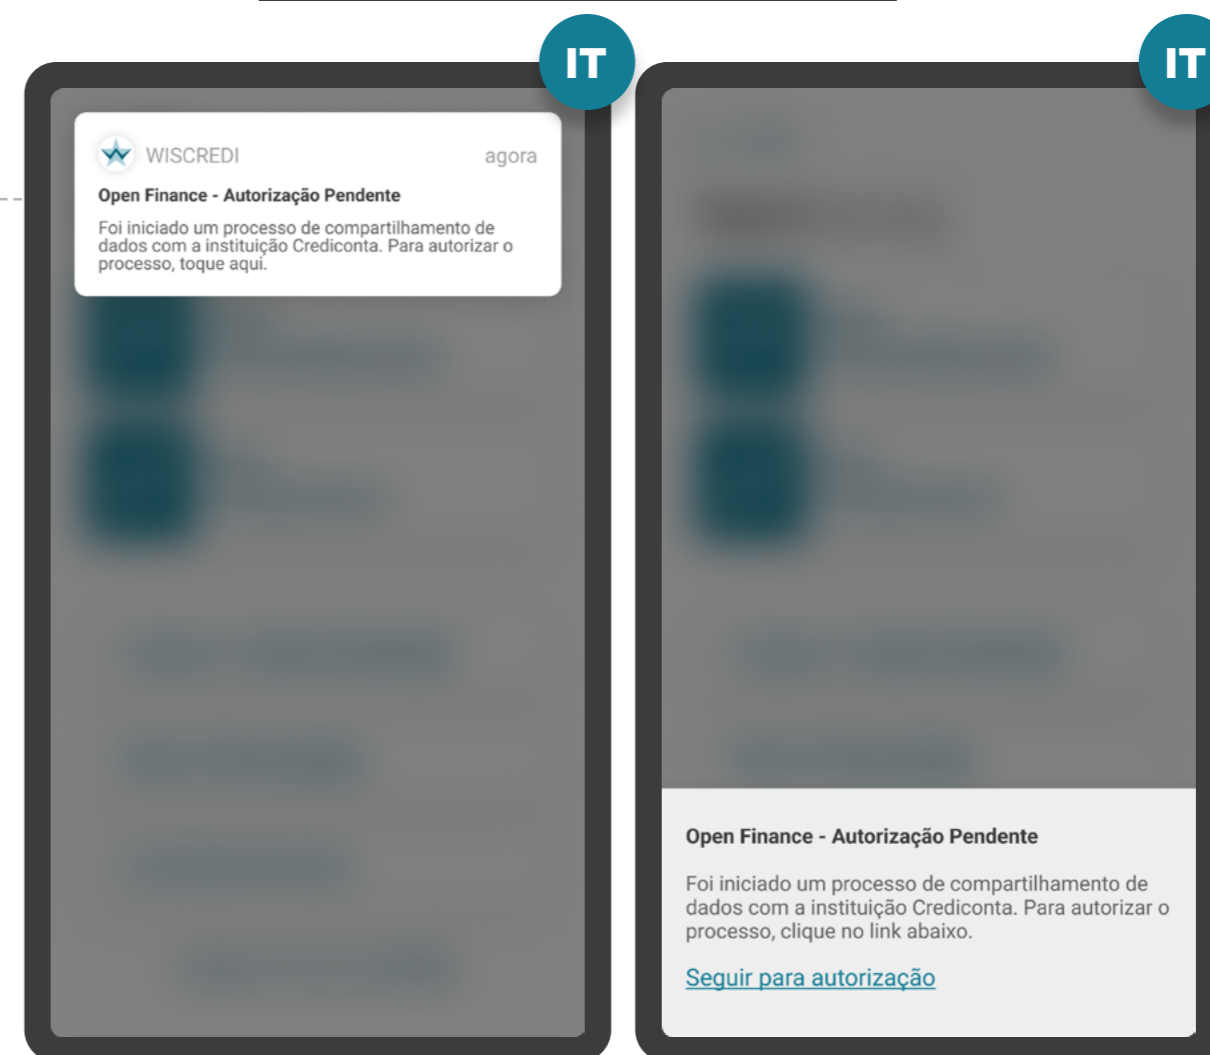 IT
WISCREDI
agora
Open Finance - Autorização Pendente
Foi iniciado um processo de compartilhamento de
dados com a instituição Crediconta. Para autorizar o
processo, toque aqui.
IT
Open Finance - Autorização Pendente
Foi iniciado um processo de compartilhamento de
dados com a instituição Crediconta. Para autorizar o
processo, clique no link abaixo.
Seguir para autorização